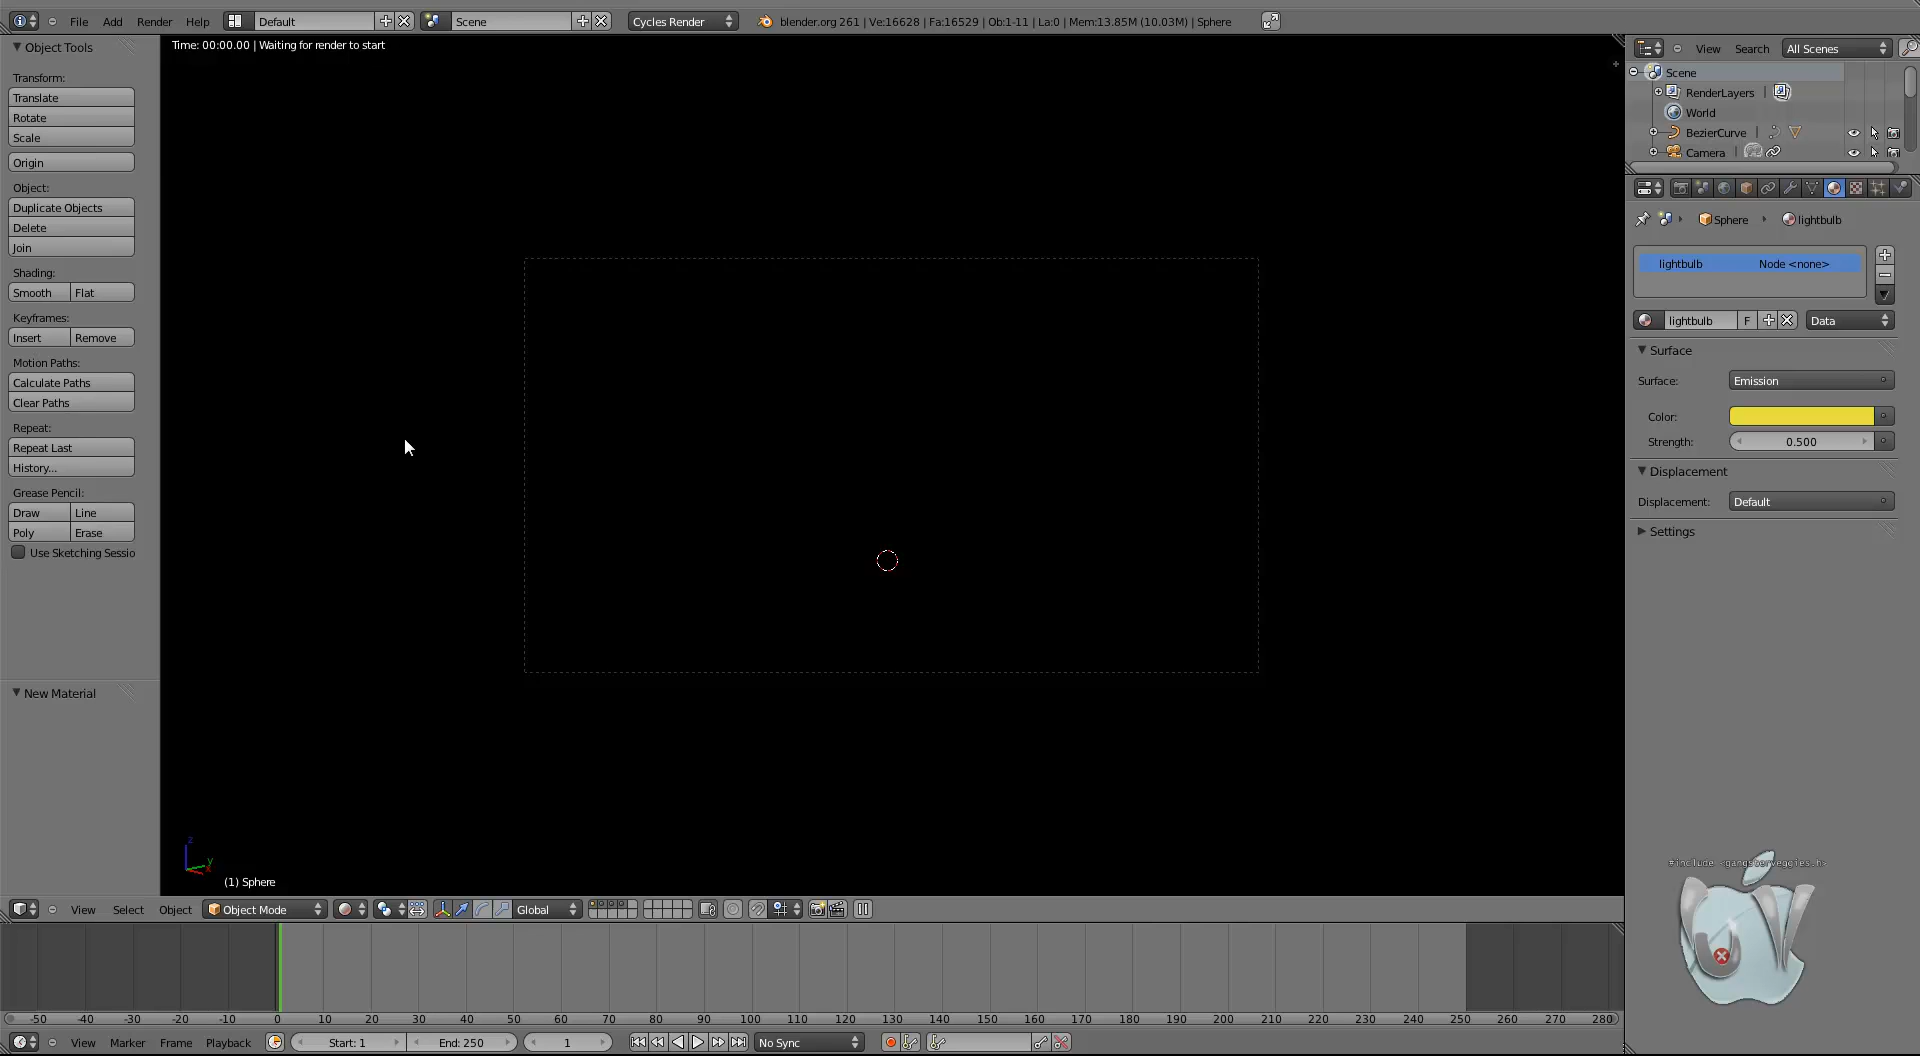 File Add Render Help Default Scene Cycles Render blender.org 261 | Ve:16628 | Fa:16529 | Ob:1-11 | La:0 | Mem:13.85M (10.03M) | Sphere
Object Tools
Transform:
Translate
Rotate
Scale
Origin
Object:
Duplicate Objects
Delete
Join
Shading:
Smooth Flat
Keyframes:
Insert Remove
Motion Paths:
Calculate Paths
Clear Paths
Repeat:
Repeat Last
History...
Grease Pencil:
Draw Line
Poly Erase
Use Sketching Sessio
New Material
Time: 00:00.00 | Waiting for render to start
z
y
x
(1) Sphere
View Search All Scenes
Scene
RenderLayers |
World
BezierCurve |
Camera |
Sphere lightbulb
lightbulb Node <none>
lightbulb F Data
Surface
Surface: Emission
Color:
Strength: 0.500
Displacement
Displacement: Default
Settings
#include <gangsterveggies.h>
View Select Object Object Mode Global
-50 -40 -30 -20 -10 0 10 20 30 40 50 60 70 80 90 100 110 120 130 140 150 160 170 180 190 200 210 220 230 240 250 260 270 280
View Marker Frame Playback Start: 1 End: 250 1 No Sync